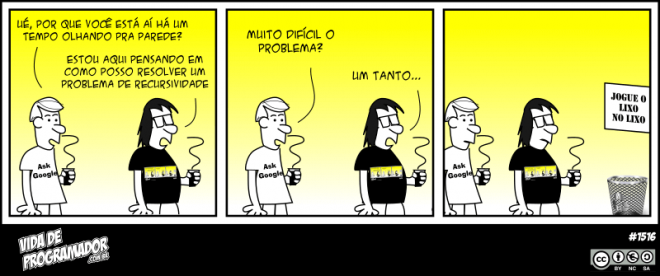 UÉ, POR QUE VOCÊ ESTÁ AÍ HÁ UM
TEMPO OLHANDO PRA PAREDE?
ESTOU AQUI PENSANDO EM
COMO POSSO RESOLVER UM
PROBLEMA DE RECURSIVIDADE
Ask
Google
MUITO DIFÍCIL O
PROBLEMA?
UM TANTO...
Ask
Google
JOGUE O
LIXO
NO LIXO
Ask
Google
VIDA DE
PROGRAMADOR
.COM.BR
#1516
cc
BY NC SA